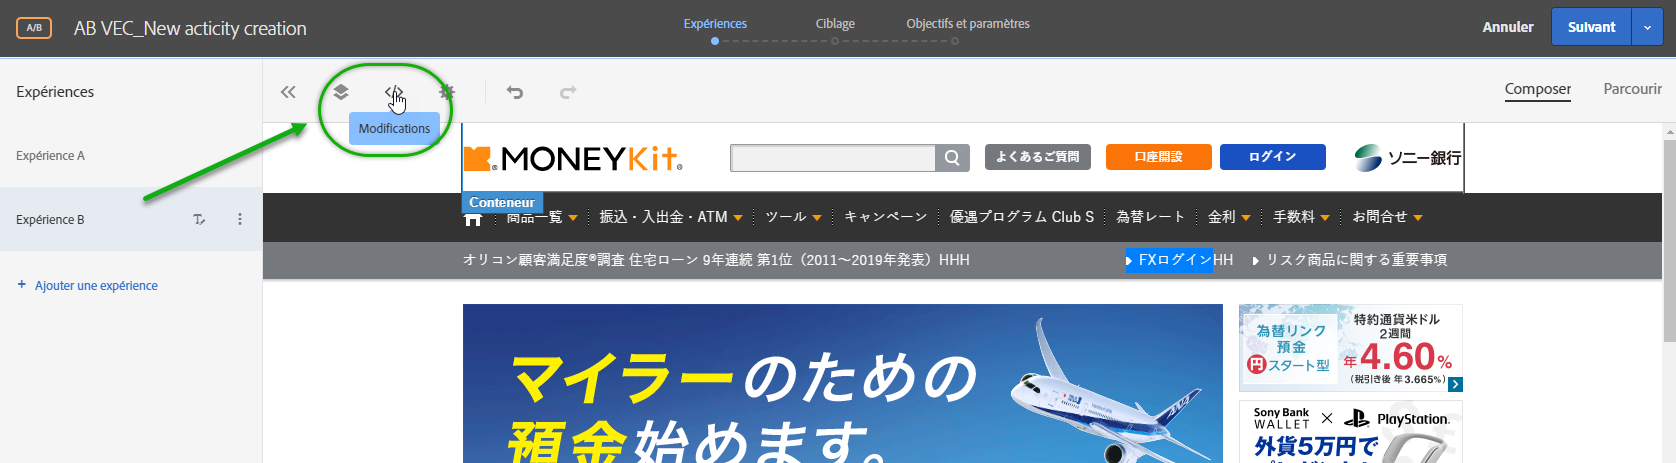 A/B AB VEC_New acticity creation Expériences Ciblage Objectifs et paramètres Annuler Suivant
Expériences Composer Parcourir
Modifications
Expérience A
Expérience B
+ Ajouter une expérience
MONEYKit よくあるご質問 口座開設 ログイン ソニー銀行
Conteneur
商品一覧 振込・入出金・ATM ツール キャンペーン 優遇プログラム Club S 為替レート 金利 手数料 お問合せ
オリコン顧客満足度®調査 住宅ローン 9年連続 第1位（2011～2019年発表）HHH FXログインHH リスク商品に関する重要事項
マイラーのための
預金始めます。
ANA
為替リンク
預金
円スタート型
特約通貨米ドル
2週間
年4.60%
（税引き後 年3.665%）
Sony Bank
WALLET × PlayStation.
外貨5万円で